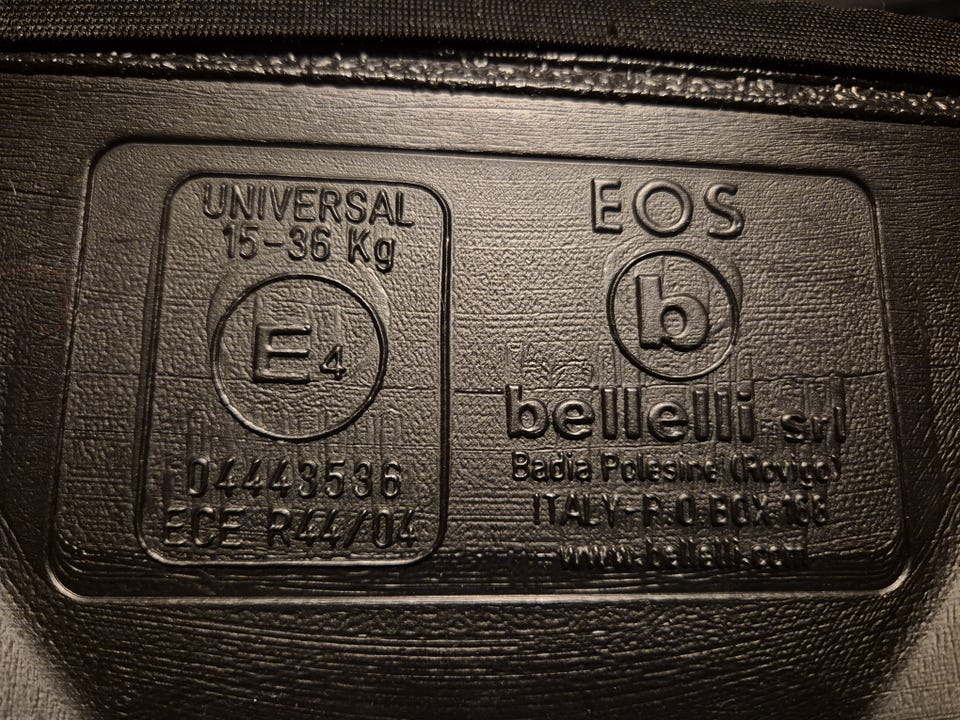 UNIVERSAL
15-36 Kg
E4
04443536
ECE R44/04
EOS
b
bellelli srl
Badia Polesine (Rovigo)
ITALY-P.O.BOX 188
www.bellelli.com